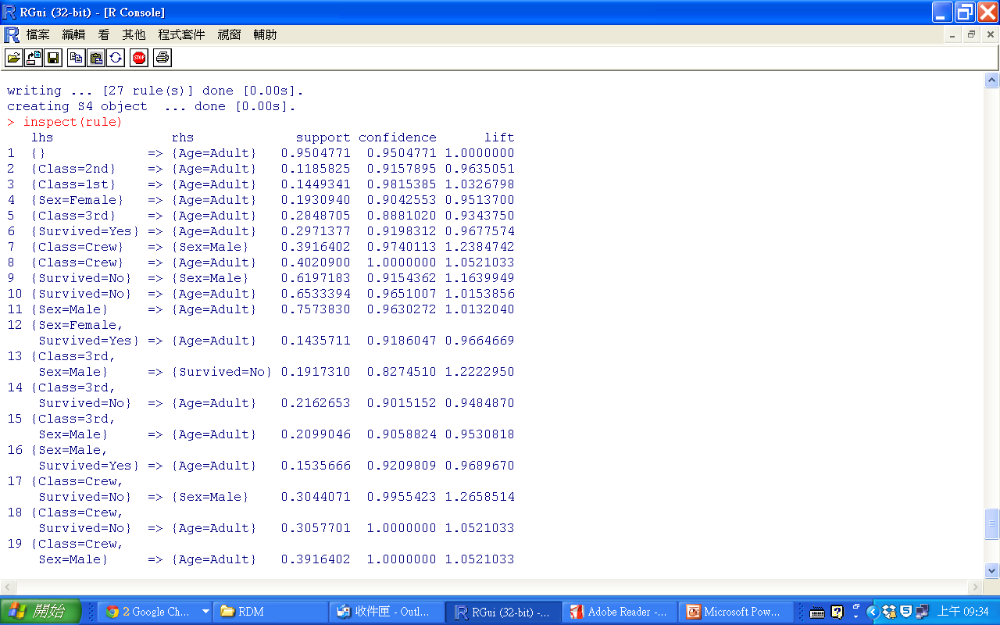 RGui (32-bit) - [R Console]
檔案 編輯 看 其他 程式套件 視窗 輔助
STOP
writing ... [27 rule(s)] done [0.00s].
creating S4 object  ... done [0.00s].
> inspect(rule)
   lhs               rhs             support confidence      lift
1  {}             => {Age=Adult}   0.9504771  0.9504771 1.0000000
2  {Class=2nd}    => {Age=Adult}   0.1185825  0.9157895 0.9635051
3  {Class=1st}    => {Age=Adult}   0.1449341  0.9815385 1.0326798
4  {Sex=Female}   => {Age=Adult}   0.1930940  0.9042553 0.9513700
5  {Class=3rd}    => {Age=Adult}   0.2848705  0.8881020 0.9343750
6  {Survived=Yes} => {Age=Adult}   0.2971377  0.9198312 0.9677574
7  {Class=Crew}   => {Sex=Male}    0.3916402  0.9740113 1.2384742
8  {Class=Crew}   => {Age=Adult}   0.4020900  1.0000000 1.0521033
9  {Survived=No}  => {Sex=Male}    0.6197183  0.9154362 1.1639949
10 {Survived=No}  => {Age=Adult}   0.6533394  0.9651007 1.0153856
11 {Sex=Male}     => {Age=Adult}   0.7573830  0.9630272 1.0132040
12 {Sex=Female,
    Survived=Yes} => {Age=Adult}   0.1435711  0.9186047 0.9664669
13 {Class=3rd,
    Sex=Male}     => {Survived=No} 0.1917310  0.8274510 1.2222950
14 {Class=3rd,
    Survived=No}  => {Age=Adult}   0.2162653  0.9015152 0.9484870
15 {Class=3rd,
    Sex=Male}     => {Age=Adult}   0.2099046  0.9058824 0.9530818
16 {Sex=Male,
    Survived=Yes} => {Age=Adult}   0.1535666  0.9209809 0.9689670
17 {Class=Crew,
    Survived=No}  => {Sex=Male}    0.3044071  0.9955423 1.2658514
18 {Class=Crew,
    Survived=No}  => {Age=Adult}   0.3057701  1.0000000 1.0521033
19 {Class=Crew,
    Sex=Male}     => {Age=Adult}   0.3916402  1.0000000 1.0521033
開始 2 Google Ch... RDM 收件匣 - Outl... RGui (32-bit) -... Adobe Reader -... Microsoft Pow... 上午 09:34